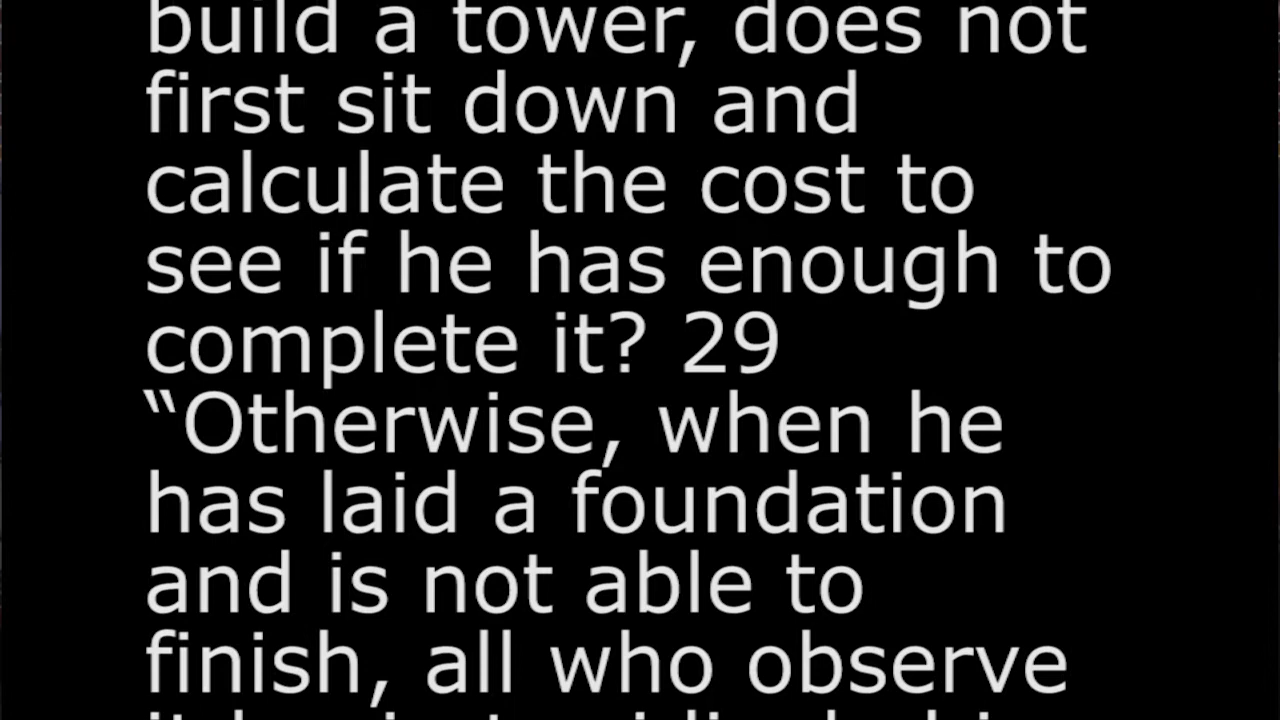 build a tower, does not
first sit down and
calculate the cost to
see if he has enough to
complete it? 29
“Otherwise, when he
has laid a foundation
and is not able to
finish, all who observe